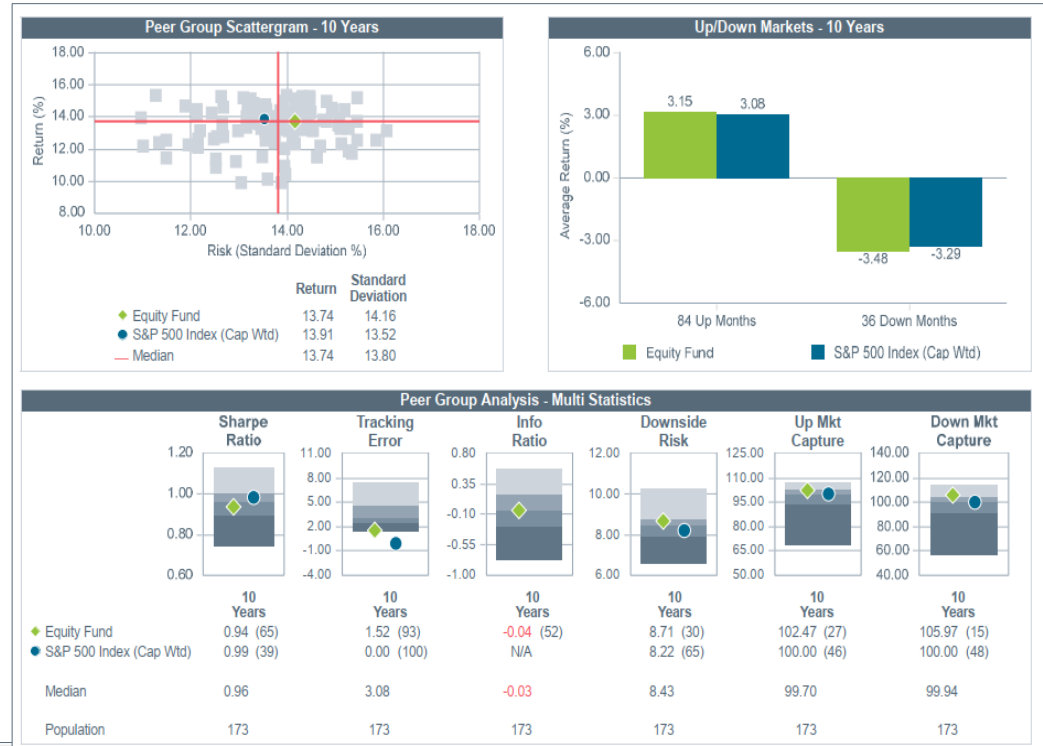 Peer Group Scattergram - 10 Years
18.00
16.00
14.00
12.00
10.00
8.00
Return (%)
10.00 12.00 14.00 16.00 18.00
Risk (Standard Deviation %)
Return Standard Deviation
Equity Fund 13.74 14.16
S&P 500 Index (Cap Wtd) 13.91 13.52
Median 13.74 13.80
Up/Down Markets - 10 Years
6.00
3.00
0.00
-3.00
-6.00
Average Return (%)
3.15 3.08
-3.48 -3.29
84 Up Months 36 Down Months
Equity Fund S&P 500 Index (Cap Wtd)
Peer Group Analysis - Multi Statistics
Sharpe Ratio
1.20
1.00
0.80
0.60
Tracking Error
11.00
8.00
5.00
2.00
-1.00
-4.00
Info Ratio
0.80
0.35
-0.10
-0.55
-1.00
Downside Risk
12.00
10.00
8.00
6.00
Up Mkt Capture
125.00
110.00
95.00
80.00
65.00
50.00
Down Mkt Capture
140.00
120.00
100.00
80.00
60.00
40.00
10 Years 10 Years 10 Years 10 Years 10 Years 10 Years
Equity Fund 0.94 (65) 1.52 (93) -0.04 (52) 8.71 (30) 102.47 (27) 105.97 (15)
S&P 500 Index (Cap Wtd) 0.99 (39) 0.00 (100) N/A 8.22 (65) 100.00 (46) 100.00 (48)
Median 0.96 3.08 -0.03 8.43 99.70 99.94
Population 173 173 173 173 173 173